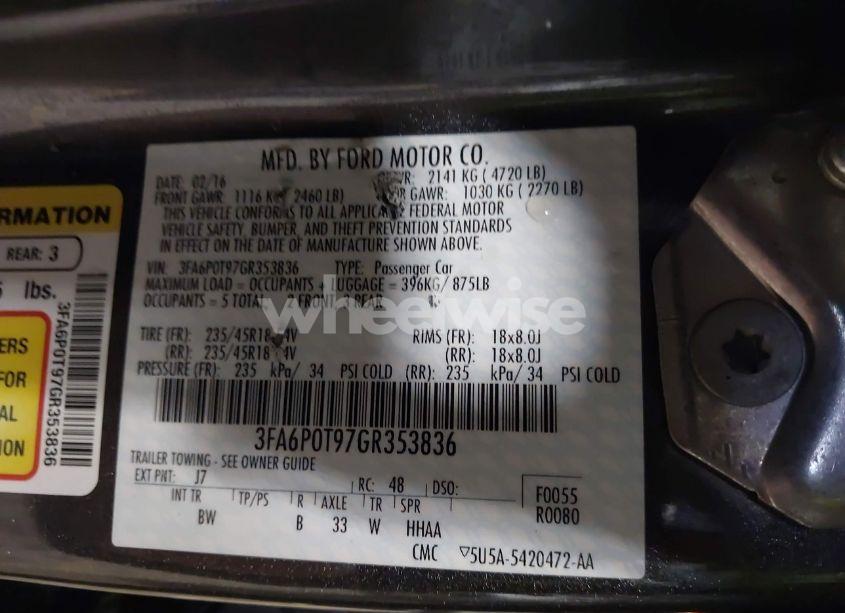 MFD. BY FORD MOTOR CO.
DATE: 02/16 2141 KG ( 4720 LB)
FRONT GAWR: 1116 2460 LB) GAWR: 1030 KG ( 2270 LB)
THIS VEHICLE CONFORMS TO ALL FEDERAL MOTOR
VEHICLE SAFETY, BUMPER, AND THEFT PREVENTION STANDARDS
IN EFFECT ON THE DATE OF MANUFACTURE SHOWN ABOVE.
VIN: 3FA6P0T97GR353836 TYPE: Passenger Car
MAXIMUM LOAD = OCCUPANTS + LUGGAGE = 396KG/ 875LB
OCCUPANTS = 5 TOTAL 2 FRONT REAR
TIRE (FR): 235/45R18 RIMS (FR): 18x8.0J
(RR): 235/45R18 (RR): 18x8.0J
PRESSURE (FR): 235 kPa/ 34 PSI COLD (RR): 235 kPa/ 34 PSI COLD
3FA6P0T97GR353836
TRAILER TOWING - SEE OWNER GUIDE
EXT PNT: J7 RC: 48 DSO: F0055
INT TR TP/PS R AXLE TR SPR R0080
BW B 33 W HHAA
CMC ▽5U5A-5420472-AA
ORMATION
REAR: 3
lbs.
3FA6P0T97GR353836
ERS
FOR
AL
ION
wheelwise